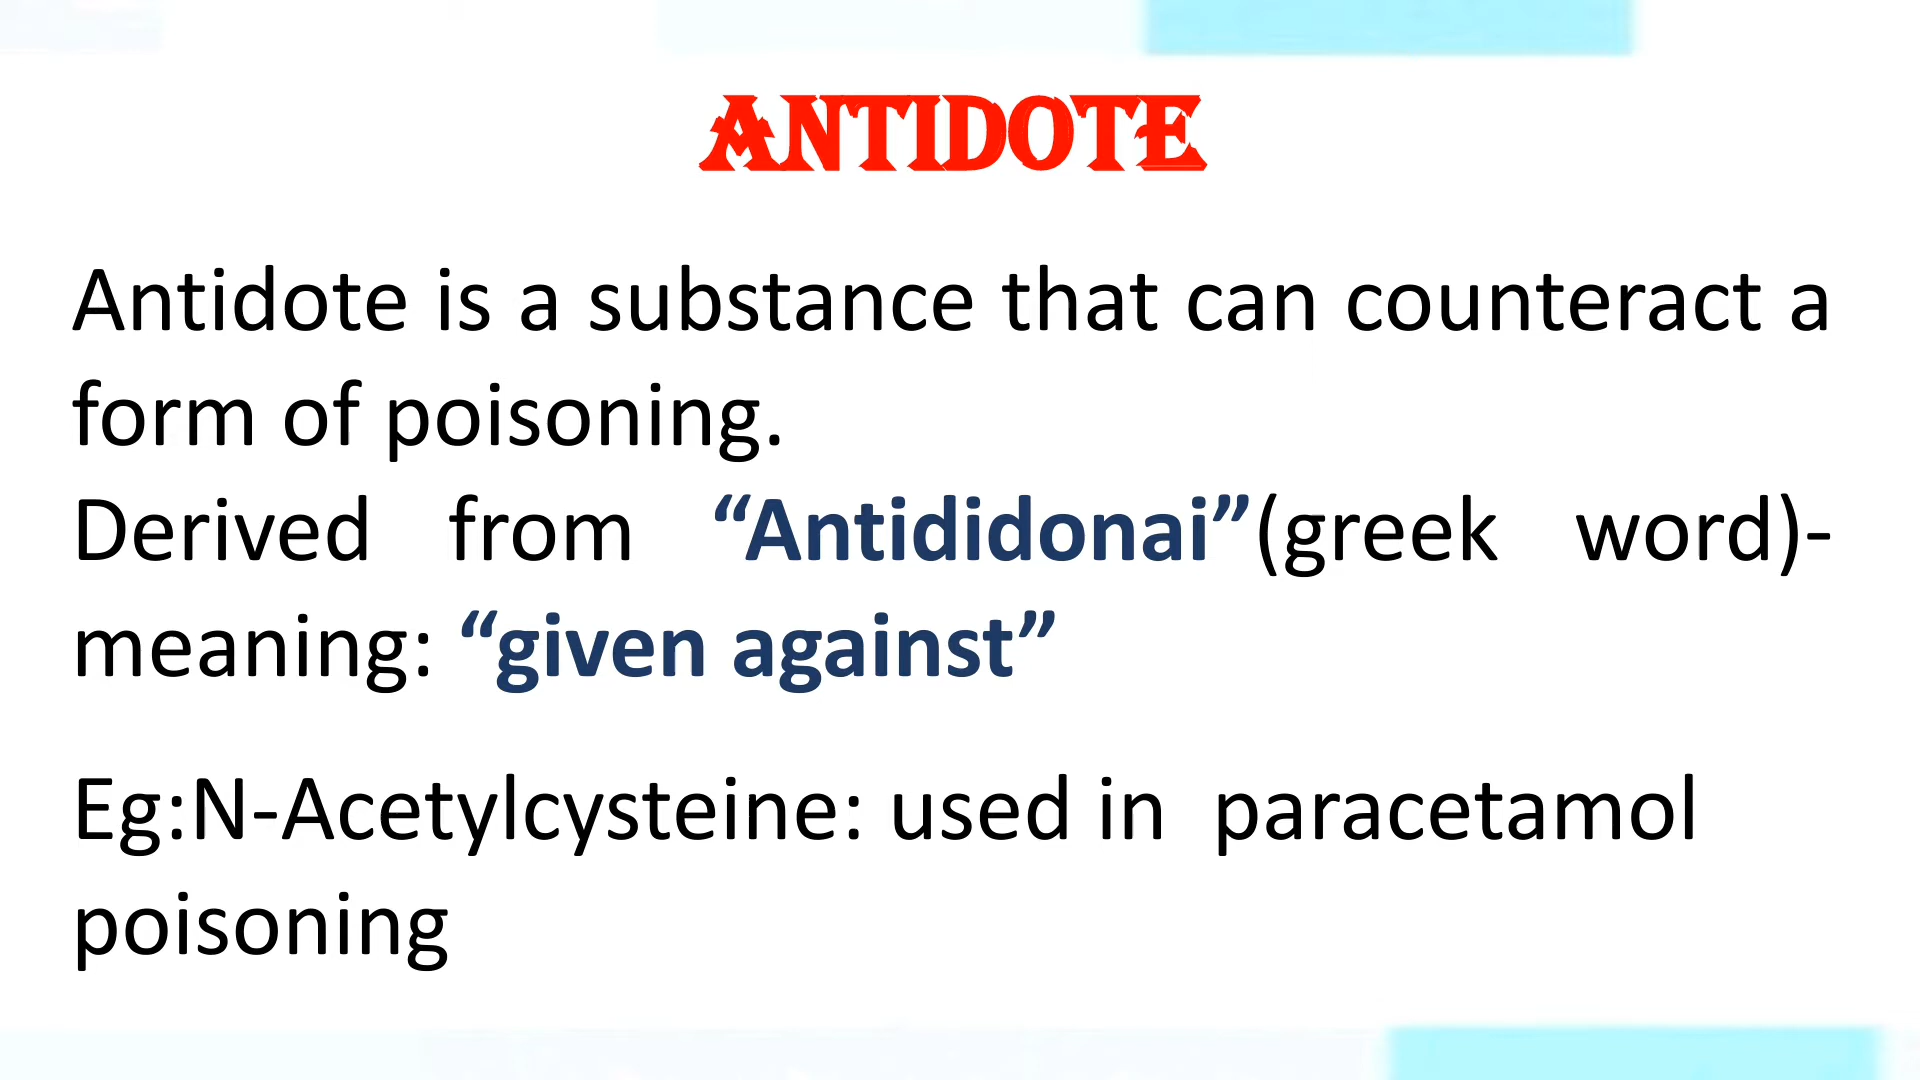 ANTIDOTE
Antidote is a substance that can counteract a
form of poisoning.
Derived from “Antididonai”(greek word)-
meaning: “given against”
Eg:N-Acetylcysteine: used in paracetamol
poisoning